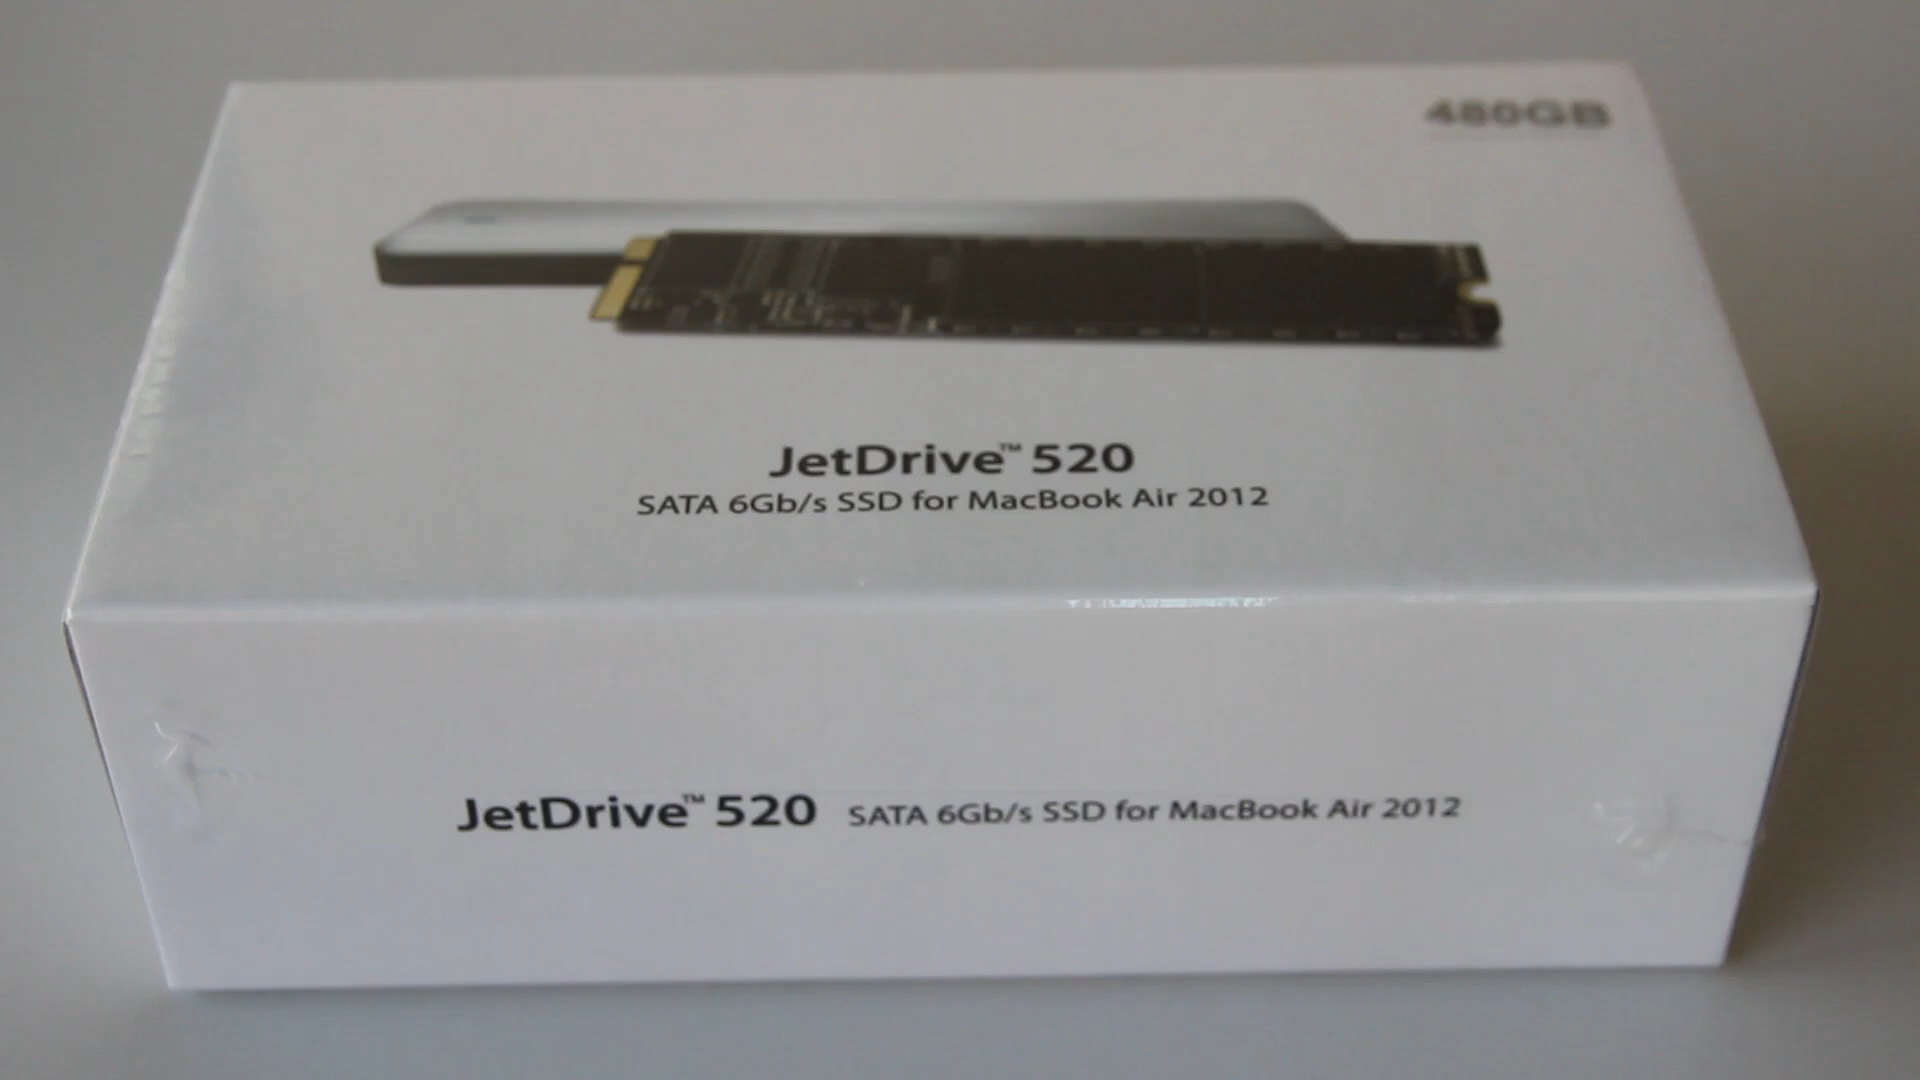 480GB
JetDrive™ 520
SATA 6Gb/s SSD for MacBook Air 2012
JetDrive™ 520 SATA 6Gb/s SSD for MacBook Air 2012